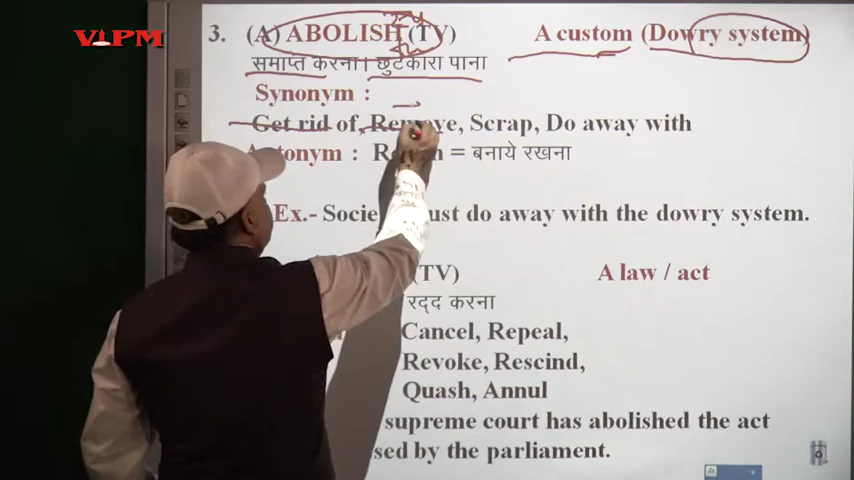 VIPM
3. (A) ABOLISH (TV) A custom (Dowry system)
समाप्त करना। छुटकारा पाना
Synonym :
Get rid of, Remove, Scrap, Do away with
Antonym : = बनाये रखना
Ex.- must do away with the dowry system.
(TV) A law / act
रद्द करना
Cancel, Repeal,
Revoke, Rescind,
Quash, Annul
supreme court has abolished the act
by the parliament.